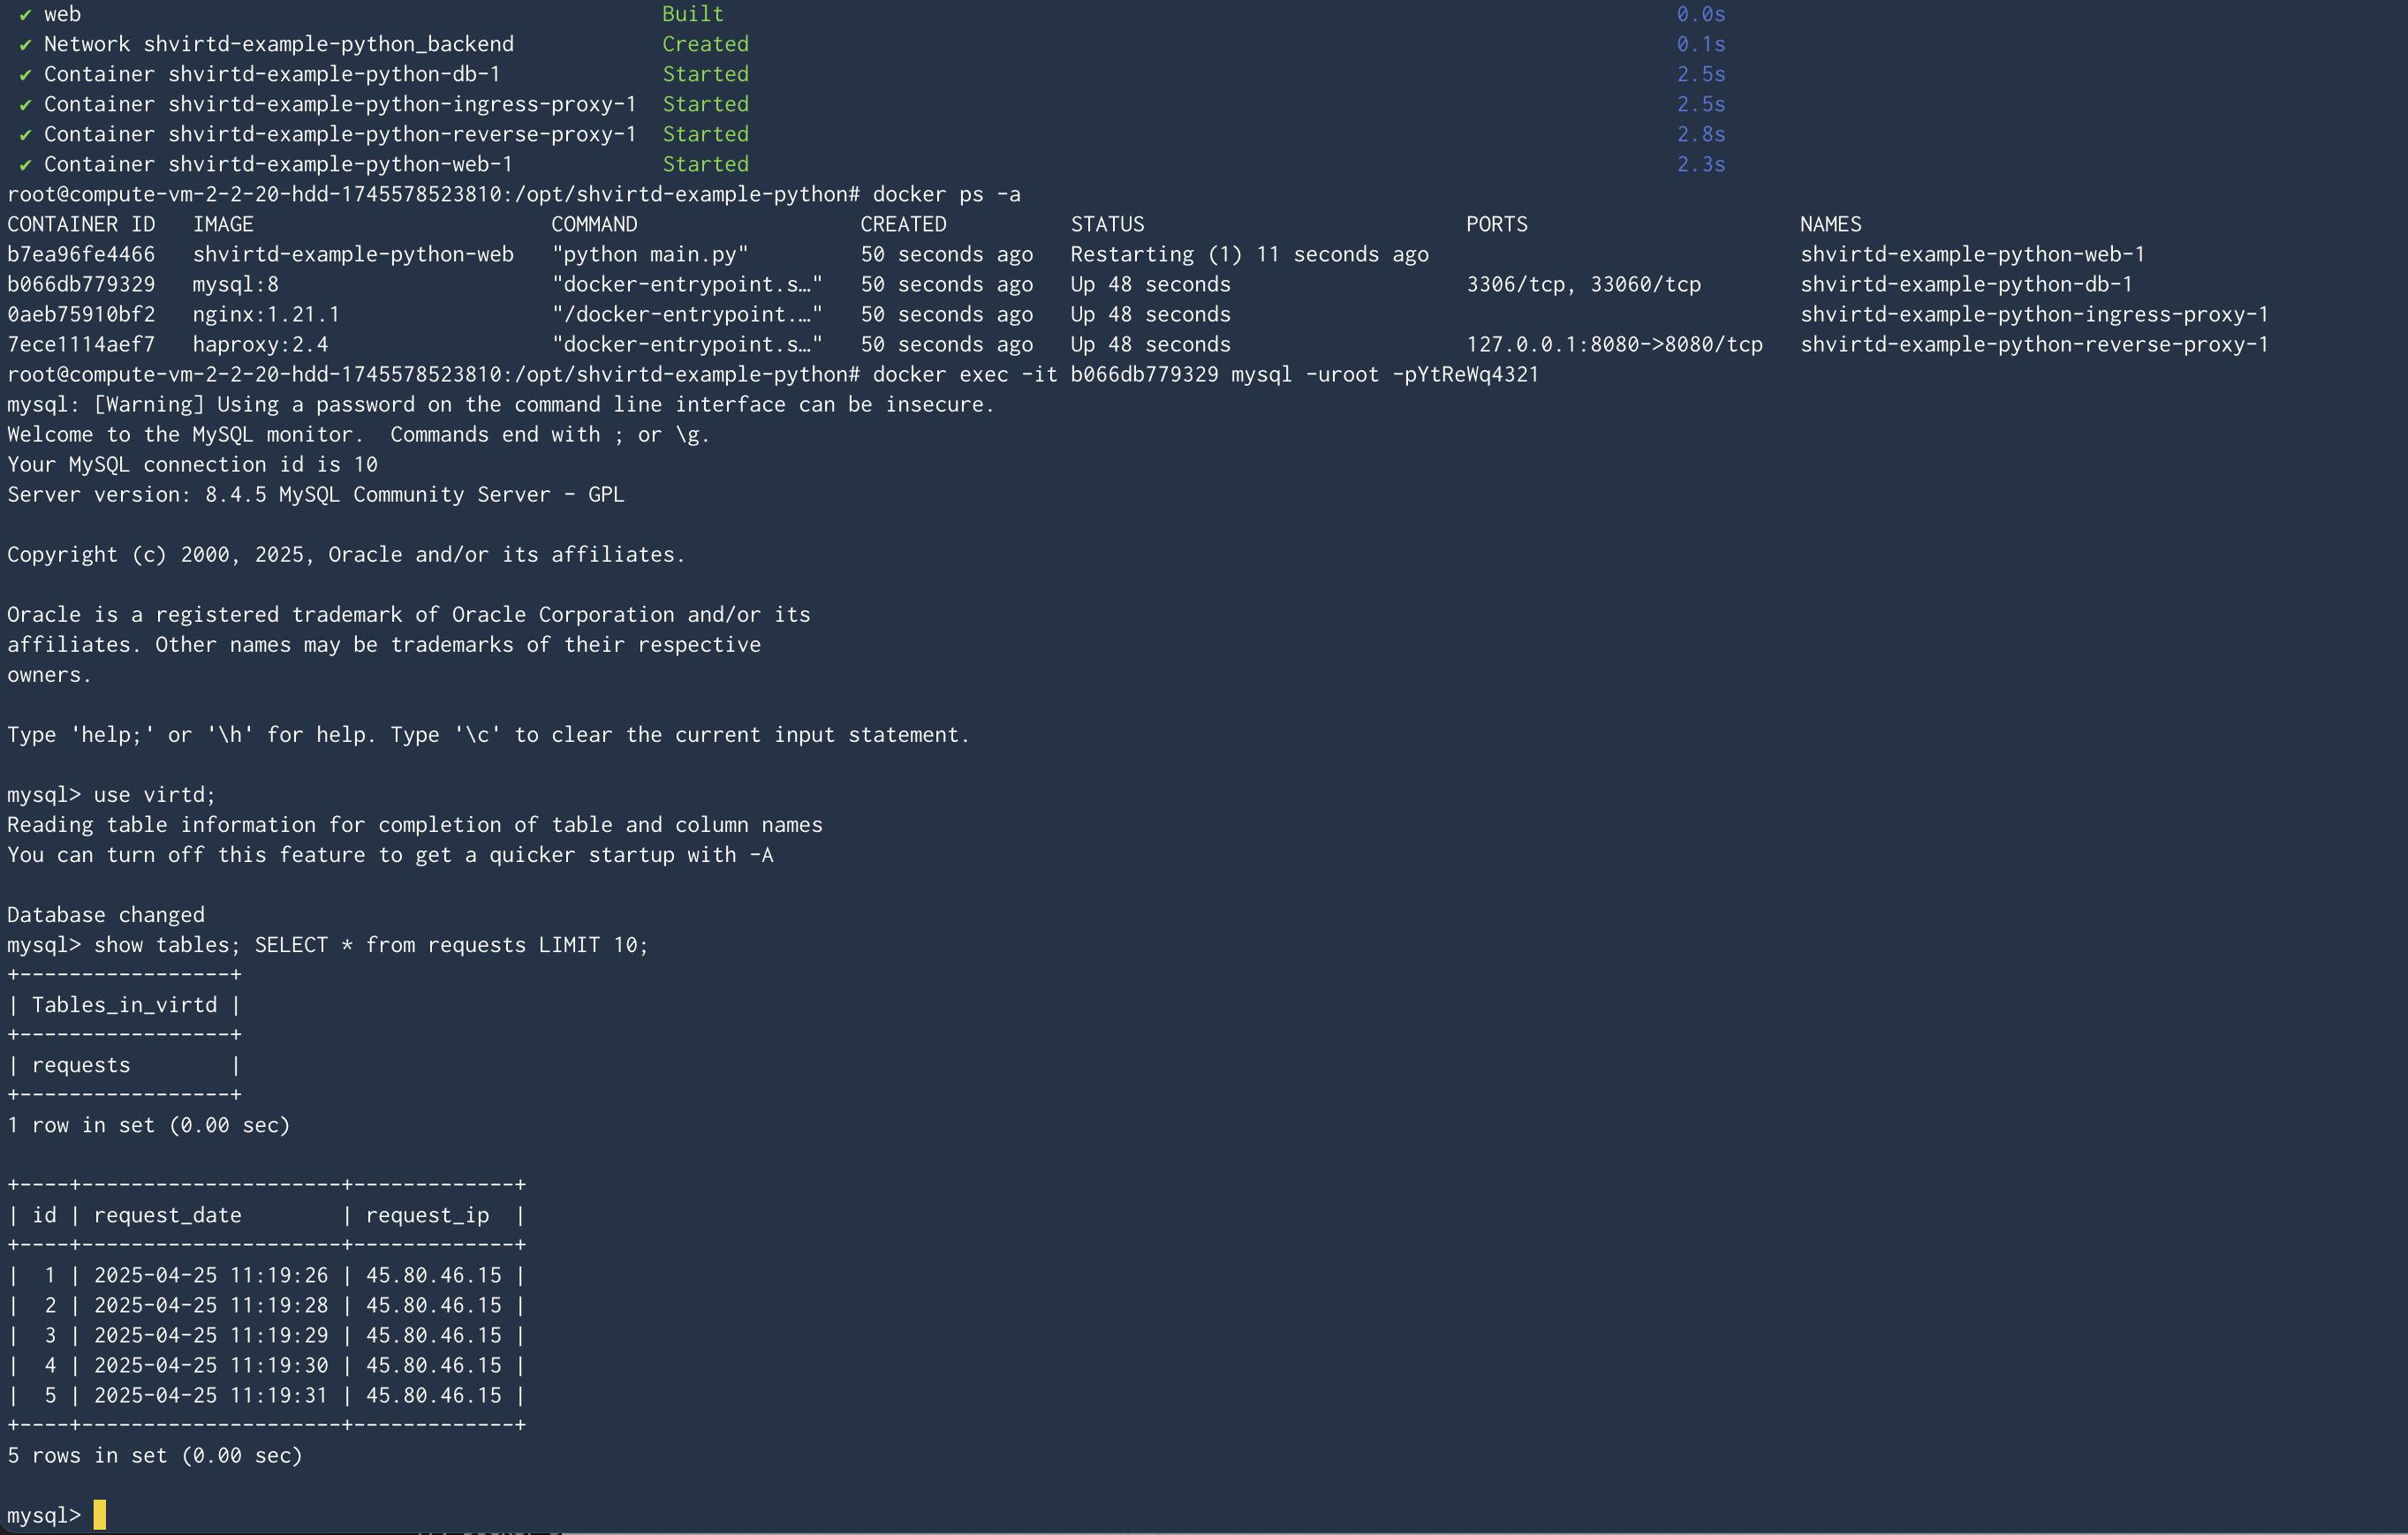 ✔ web Built 0.0s
✔ Network shvirtd-example-python_backend Created 0.1s
✔ Container shvirtd-example-python-db-1 Started 2.5s
✔ Container shvirtd-example-python-ingress-proxy-1 Started 2.5s
✔ Container shvirtd-example-python-reverse-proxy-1 Started 2.8s
✔ Container shvirtd-example-python-web-1 Started 2.3s
root@compute-vm-2-2-20-hdd-1745578523810:/opt/shvirtd-example-python# docker ps -a
CONTAINER ID   IMAGE                        COMMAND                  CREATED          STATUS                          PORTS                      NAMES
b7ea96fe4466   shvirtd-example-python-web   "python main.py"         50 seconds ago   Restarting (1) 11 seconds ago                              shvirtd-example-python-web-1
b066db779329   mysql:8                      "docker-entrypoint.s…"   50 seconds ago   Up 48 seconds                   3306/tcp, 33060/tcp        shvirtd-example-python-db-1
0aeb75910bf2   nginx:1.21.1                 "/docker-entrypoint.…"   50 seconds ago   Up 48 seconds                                              shvirtd-example-python-ingress-proxy-1
7ece1114aef7   haproxy:2.4                  "docker-entrypoint.s…"   50 seconds ago   Up 48 seconds                   127.0.0.1:8080->8080/tcp   shvirtd-example-python-reverse-proxy-1
root@compute-vm-2-2-20-hdd-1745578523810:/opt/shvirtd-example-python# docker exec -it b066db779329 mysql -uroot -pYtReWq4321
mysql: [Warning] Using a password on the command line interface can be insecure.
Welcome to the MySQL monitor.  Commands end with ; or \g.
Your MySQL connection id is 10
Server version: 8.4.5 MySQL Community Server - GPL
Copyright (c) 2000, 2025, Oracle and/or its affiliates.
Oracle is a registered trademark of Oracle Corporation and/or its
affiliates. Other names may be trademarks of their respective
owners.
Type 'help;' or '\h' for help. Type '\c' to clear the current input statement.
mysql> use virtd;
Reading table information for completion of table and column names
You can turn off this feature to get a quicker startup with -A
Database changed
mysql> show tables; SELECT * from requests LIMIT 10;
+-----------------+
| Tables_in_virtd |
+-----------------+
| requests        |
+-----------------+
1 row in set (0.00 sec)
+----+---------------------+-------------+
| id | request_date        | request_ip  |
+----+---------------------+-------------+
|  1 | 2025-04-25 11:19:26 | 45.80.46.15 |
|  2 | 2025-04-25 11:19:28 | 45.80.46.15 |
|  3 | 2025-04-25 11:19:29 | 45.80.46.15 |
|  4 | 2025-04-25 11:19:30 | 45.80.46.15 |
|  5 | 2025-04-25 11:19:31 | 45.80.46.15 |
+----+---------------------+-------------+
5 rows in set (0.00 sec)
mysql>